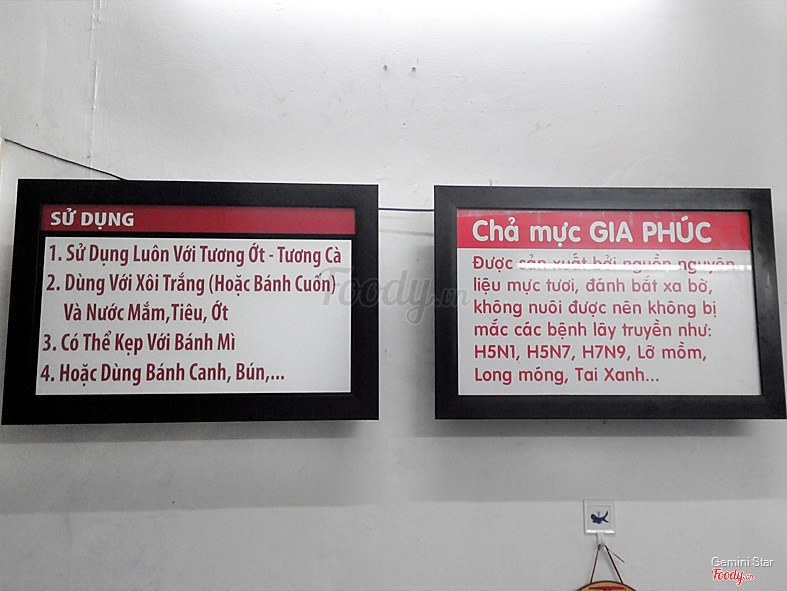 SỬ DỤNG
1. Sử Dụng Luôn Với Tương Ớt - Tương Cà
2. Dùng Với Xôi Trắng (Hoặc Bánh Cuốn)
Và Nước Mắm,Tiêu, Ớt
3. Có Thể Kẹp Với Bánh Mì
4. Hoặc Dùng Bánh Canh, Bún,...
Chả mực GIA PHÚC
Được sản xuất bởi nguồn nguyên
liệu mực tươi, đánh bắt xa bờ,
không nuôi được nên không bị
mắc các bệnh lây truyền như:
H5N1, H5N7, H7N9, Lỡ mồm,
Long móng, Tai Xanh...
Foody.vn
Gemini Star
Foody.vn